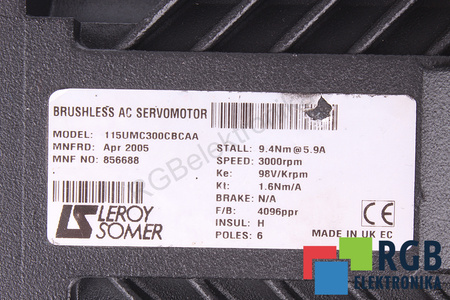 BRUSHLESS AC SERVOMOTOR
MODEL: 115UMC300CBCAA
MNFRD: Apr 2005
MNF NO: 856688
STALL: 9.4Nm@5.9A
SPEED: 3000rpm
Ke: 98V/Krpm
Kt: 1.6Nm/A
BRAKE: N/A
F/B: 4096ppr
INSUL: H
POLES: 6
LS LEROY
SOMER
CE
MADE IN UK EC
RGBelektronika
RGB
ELEKTRONIKA